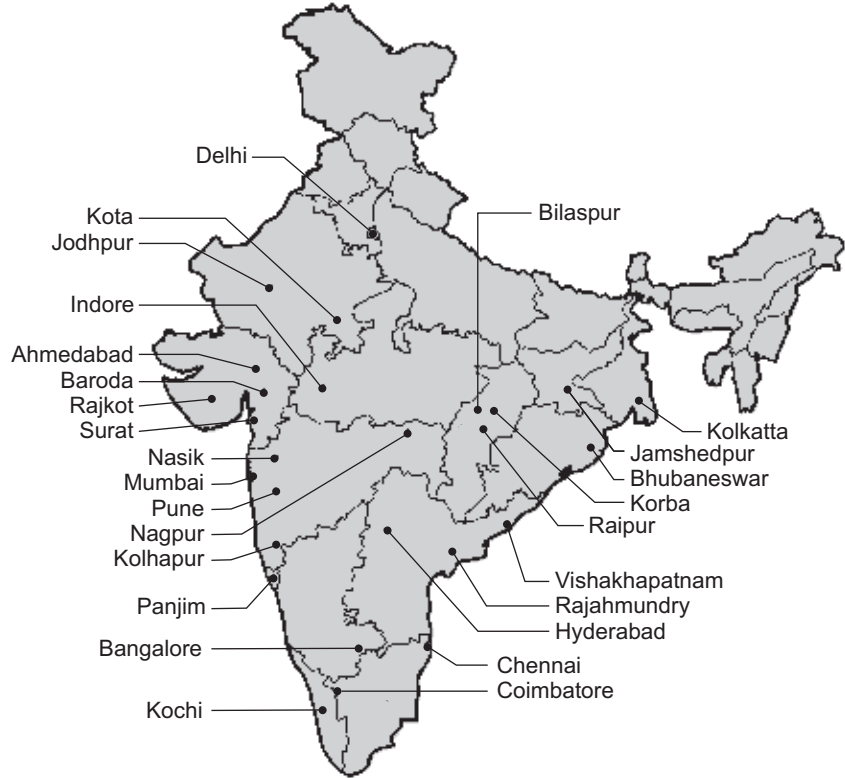 Delhi
Kota
Jodhpur
Indore
Ahmedabad
Baroda
Rajkot
Surat
Nasik
Mumbai
Pune
Nagpur
Kolhapur
Panjim
Bangalore
Kochi
Bilaspur
Kolkatta
Jamshedpur
Bhubaneswar
Korba
Raipur
Vishakhapatnam
Rajahmundry
Hyderabad
Chennai
Coimbatore